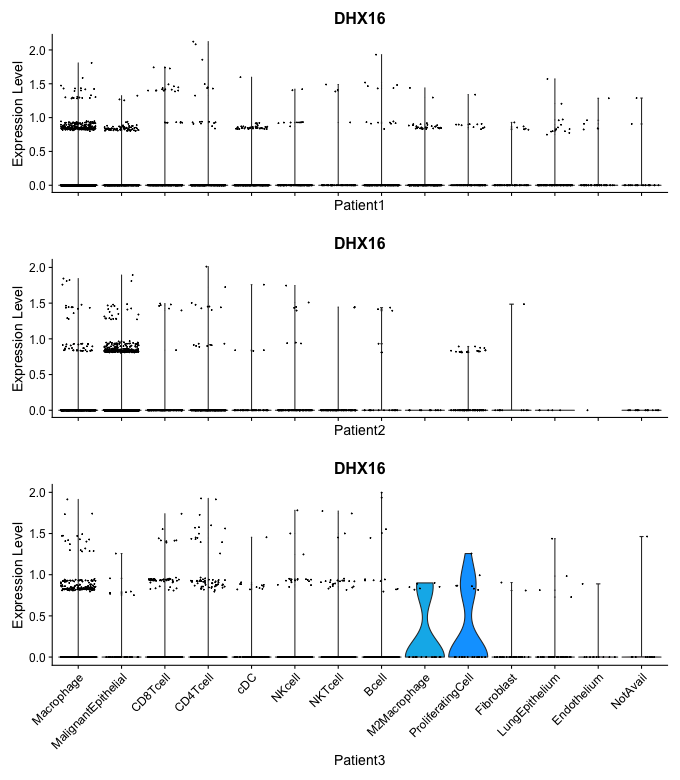 DHX16
Expression Level
2.0
1.5
1.0
0.5
0.0
Patient1
DHX16
Expression Level
2.0
1.5
1.0
0.5
0.0
Patient2
DHX16
Expression Level
2.0
1.5
1.0
0.5
0.0
Macrophage
MalignantEpithelial
CD8Tcell
CD4Tcell
cDC
NKcell
NKTcell
Bcell
M2Macrophage
ProliferatingCell
Fibroblast
LungEpithelium
Endothelium
NotAvail
Patient3